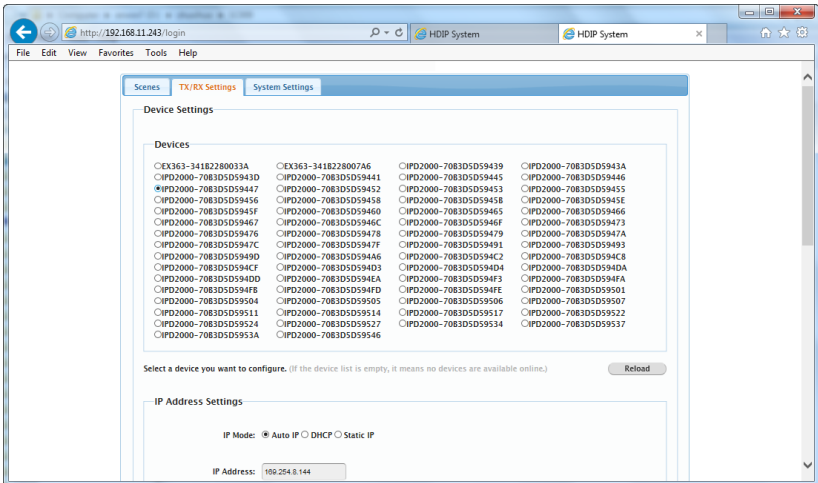 http://192.168.11.243/login
HDIP System
HDIP System
File Edit View Favorites Tools Help
Scenes TX/RX Settings System Settings
Device Settings
Devices
EX363-341B2280033A EX363-341B228007A6 IPD2000-70B3D5D59439 IPD2000-70B3D5D5943A
IPD2000-70B3D5D5943D IPD2000-70B3D5D59441 IPD2000-70B3D5D59445 IPD2000-70B3D5D59446
IPD2000-70B3D5D59447 IPD2000-70B3D5D59452 IPD2000-70B3D5D59453 IPD2000-70B3D5D59455
IPD2000-70B3D5D59456 IPD2000-70B3D5D59458 IPD2000-70B3D5D5945B IPD2000-70B3D5D5945E
IPD2000-70B3D5D5945F IPD2000-70B3D5D59460 IPD2000-70B3D5D59465 IPD2000-70B3D5D59466
IPD2000-70B3D5D59467 IPD2000-70B3D5D5946C IPD2000-70B3D5D5946F IPD2000-70B3D5D59473
IPD2000-70B3D5D59476 IPD2000-70B3D5D59478 IPD2000-70B3D5D59479 IPD2000-70B3D5D5947A
IPD2000-70B3D5D5947C IPD2000-70B3D5D5947F IPD2000-70B3D5D59491 IPD2000-70B3D5D59493
IPD2000-70B3D5D5949D IPD2000-70B3D5D594A6 IPD2000-70B3D5D594C2 IPD2000-70B3D5D594C8
IPD2000-70B3D5D594CF IPD2000-70B3D5D594D3 IPD2000-70B3D5D594D4 IPD2000-70B3D5D594DA
IPD2000-70B3D5D594DD IPD2000-70B3D5D594EA IPD2000-70B3D5D594F3 IPD2000-70B3D5D594FA
IPD2000-70B3D5D594FB IPD2000-70B3D5D594FD IPD2000-70B3D5D594FE IPD2000-70B3D5D59501
IPD2000-70B3D5D59504 IPD2000-70B3D5D59505 IPD2000-70B3D5D59506 IPD2000-70B3D5D59507
IPD2000-70B3D5D59511 IPD2000-70B3D5D59514 IPD2000-70B3D5D59517 IPD2000-70B3D5D59522
IPD2000-70B3D5D59524 IPD2000-70B3D5D59527 IPD2000-70B3D5D59534 IPD2000-70B3D5D59537
IPD2000-70B3D5D5953A IPD2000-70B3D5D59546
Select a device you want to configure. (If the device list is empty, it means no devices are available online.) Reload
IP Address Settings
IP Mode: Auto IP DHCP Static IP
IP Address: 169.254.8.144